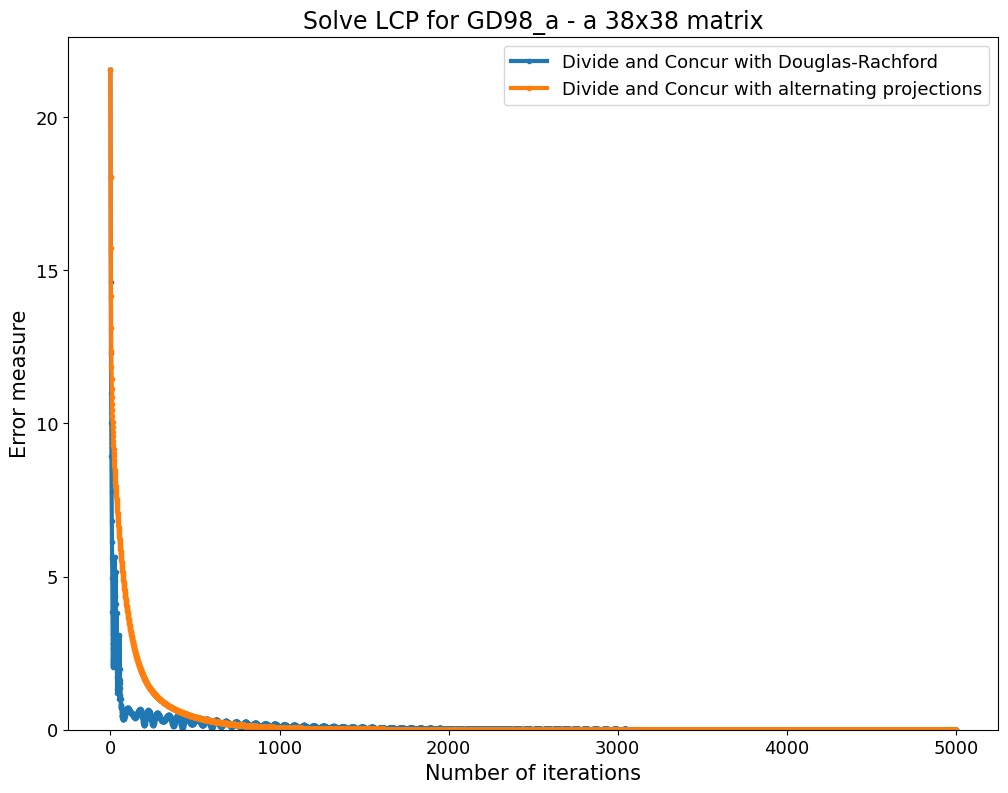 Solve LCP for GD98_a - a 38x38 matrix
Divide and Concur with Douglas-Rachford
Divide and Concur with alternating projections
Error measure
20
15
10
5
0
0 1000 2000 3000 4000 5000
Number of iterations